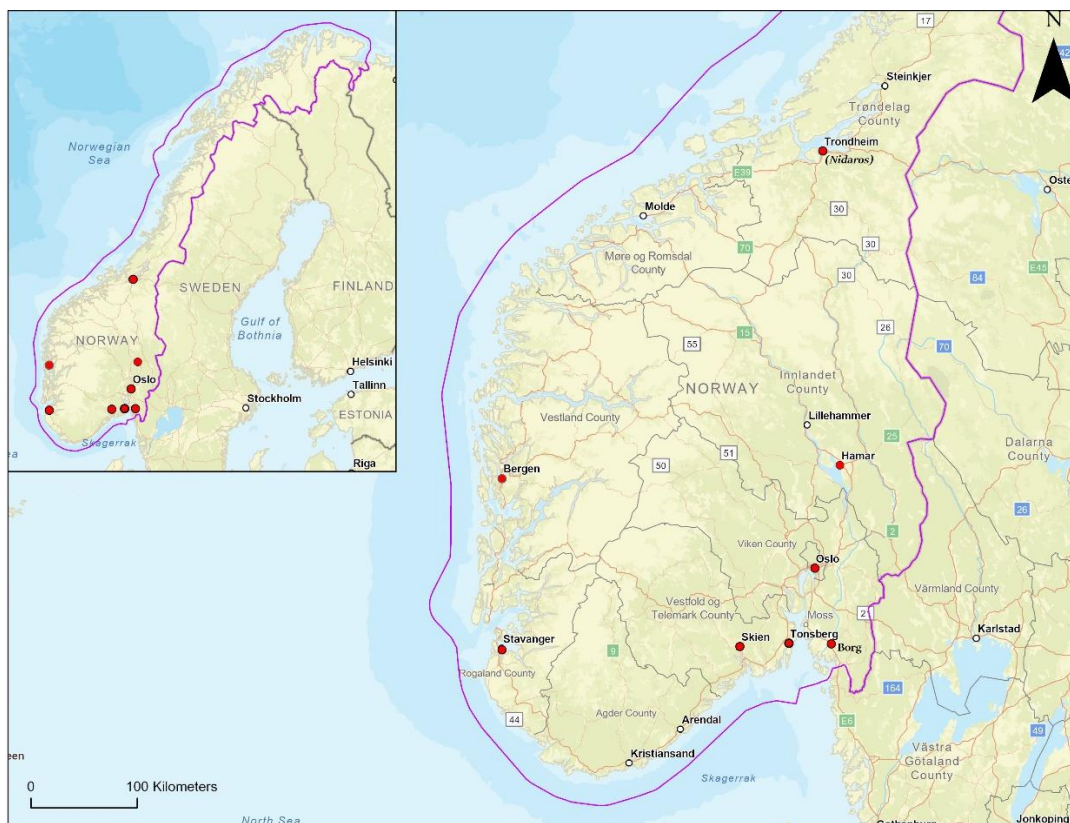 Norwegian
Sea
SWEDEN
FINLAND
Gulf of
Bothnia
NORWAY
Oslo
Helsinki
Tallinn
Stockholm
ESTONIA
Skagerrak
Riga
N
17
Steinkjer
Trøndelag
County
Trondheim
(Nidaros)
E39
Molde
30
70
30
Møre og Romsdal
County
30
84
E45
15
26
55
70
NORWAY
Innlandet
County
Vestland County
Lillehammer
25
Dalarna
County
51
50
Hamar
Bergen
26
2
Viken County
Oslo
Värmland County
Vestfold og
Telemark County
Moss
21
Karlstad
Stavanger
Skien
Tonsberg
Borg
9
Rogaland County
164
44
Agder County
Arendal
E6
49
Västra
Götaland
County
Kristiansand
Skagerrak
0
100 Kilometers
North Sea
Jonkoping